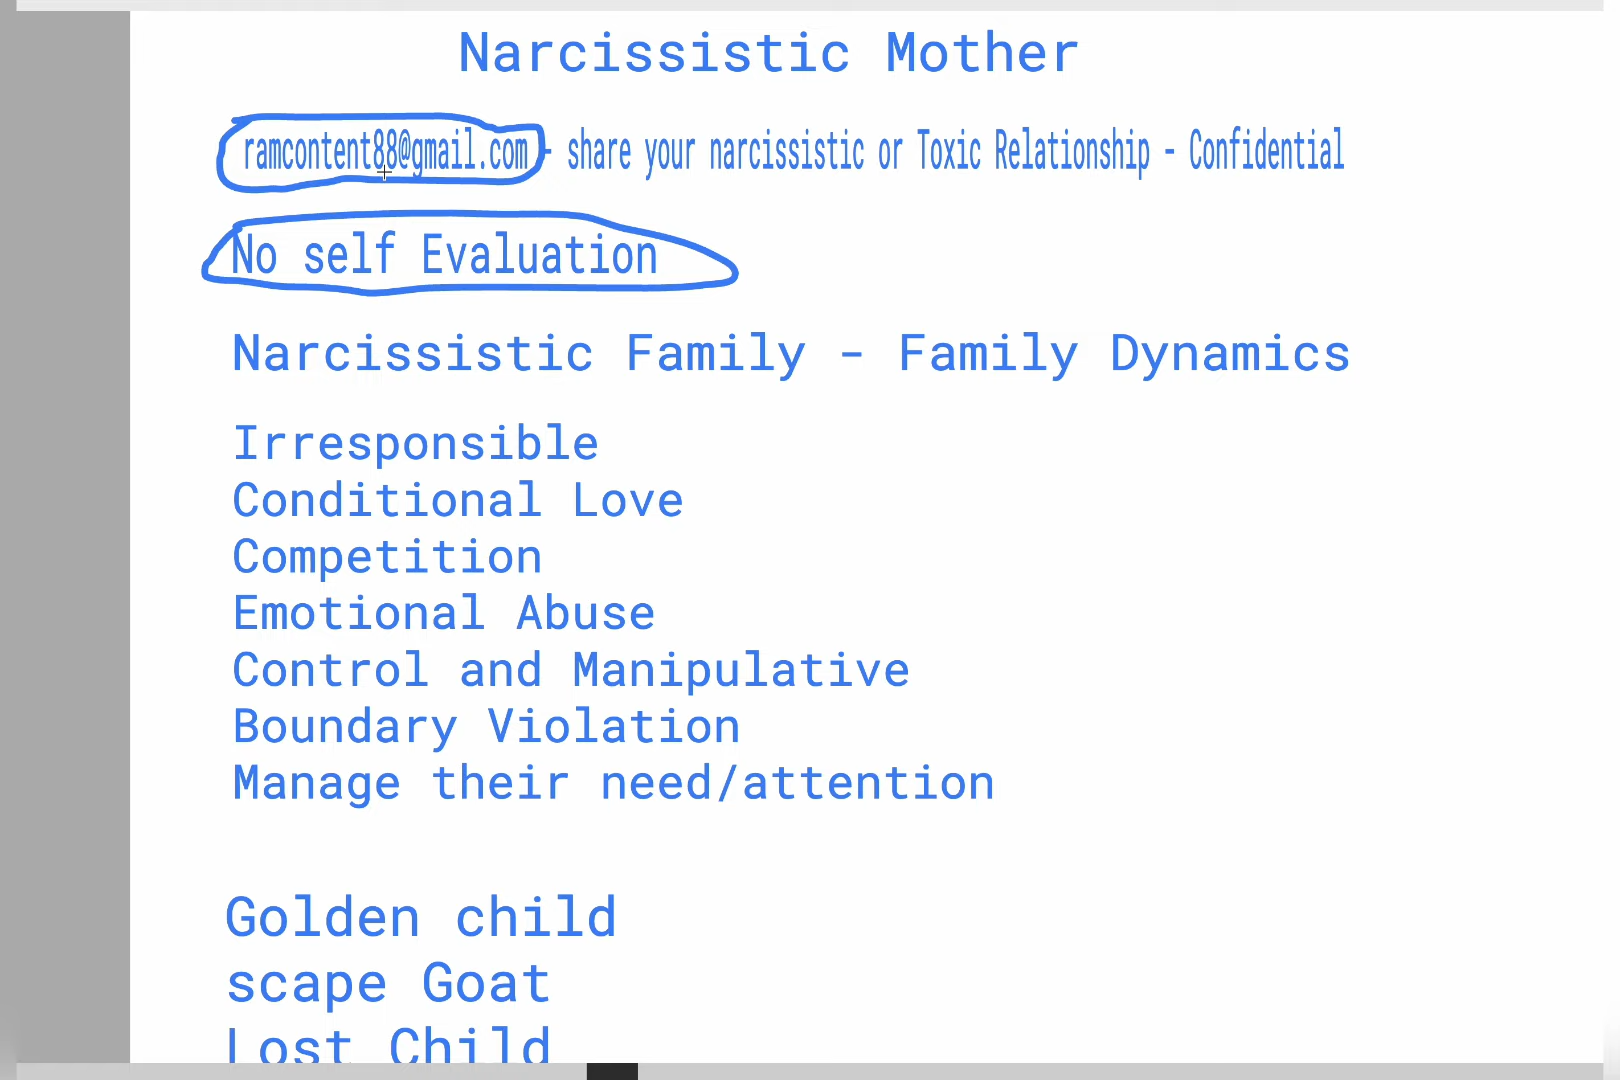 Narcissistic Mother
ramcontent88@gmail.com - share your narcissistic or Toxic Relationship - Confidential
No self Evaluation
Narcissistic Family - Family Dynamics
Irresponsible
Conditional Love
Competition
Emotional Abuse
Control and Manipulative
Boundary Violation
Manage their need/attention
Golden child
scape Goat
Lost Child